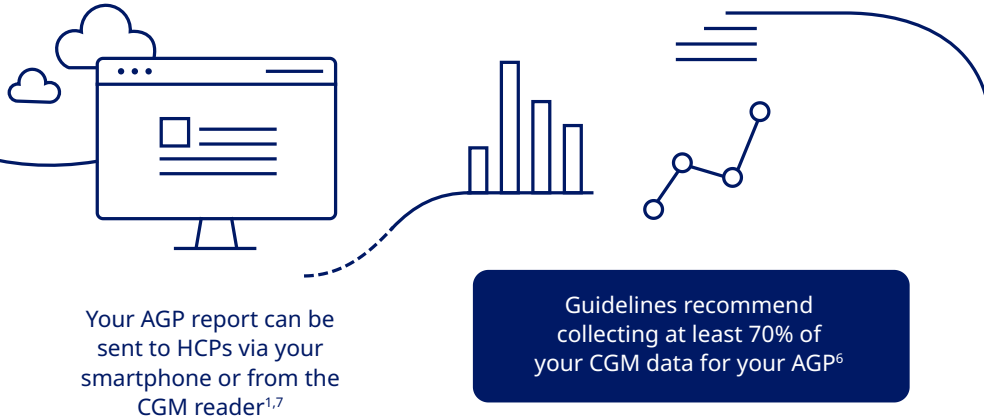 Your AGP report can be
sent to HCPs via your
smartphone or from the
CGM reader1,7
Guidelines recommend
collecting at least 70% of
your CGM data for your AGP6